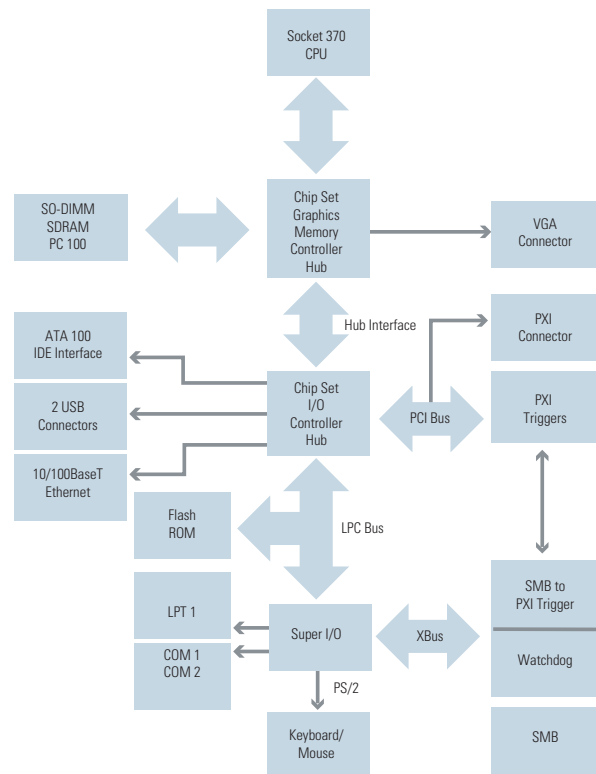 Socket 370
CPU
SO-DIMM
SDRAM
PC 100
Chip Set
Graphics
Memory
Controller
Hub
VGA
Connector
Hub Interface
PXI
Connector
ATA 100
IDE Interface
2 USB
Connectors
10/100BaseT
Ethernet
Chip Set
I/O
Controller
Hub
PCI Bus
PXI
Triggers
Flash
ROM
LPC Bus
LPT 1
COM 1
COM 2
Super I/O
XBus
SMB to
PXI Trigger
Watchdog
PS/2
Keyboard/
Mouse
SMB